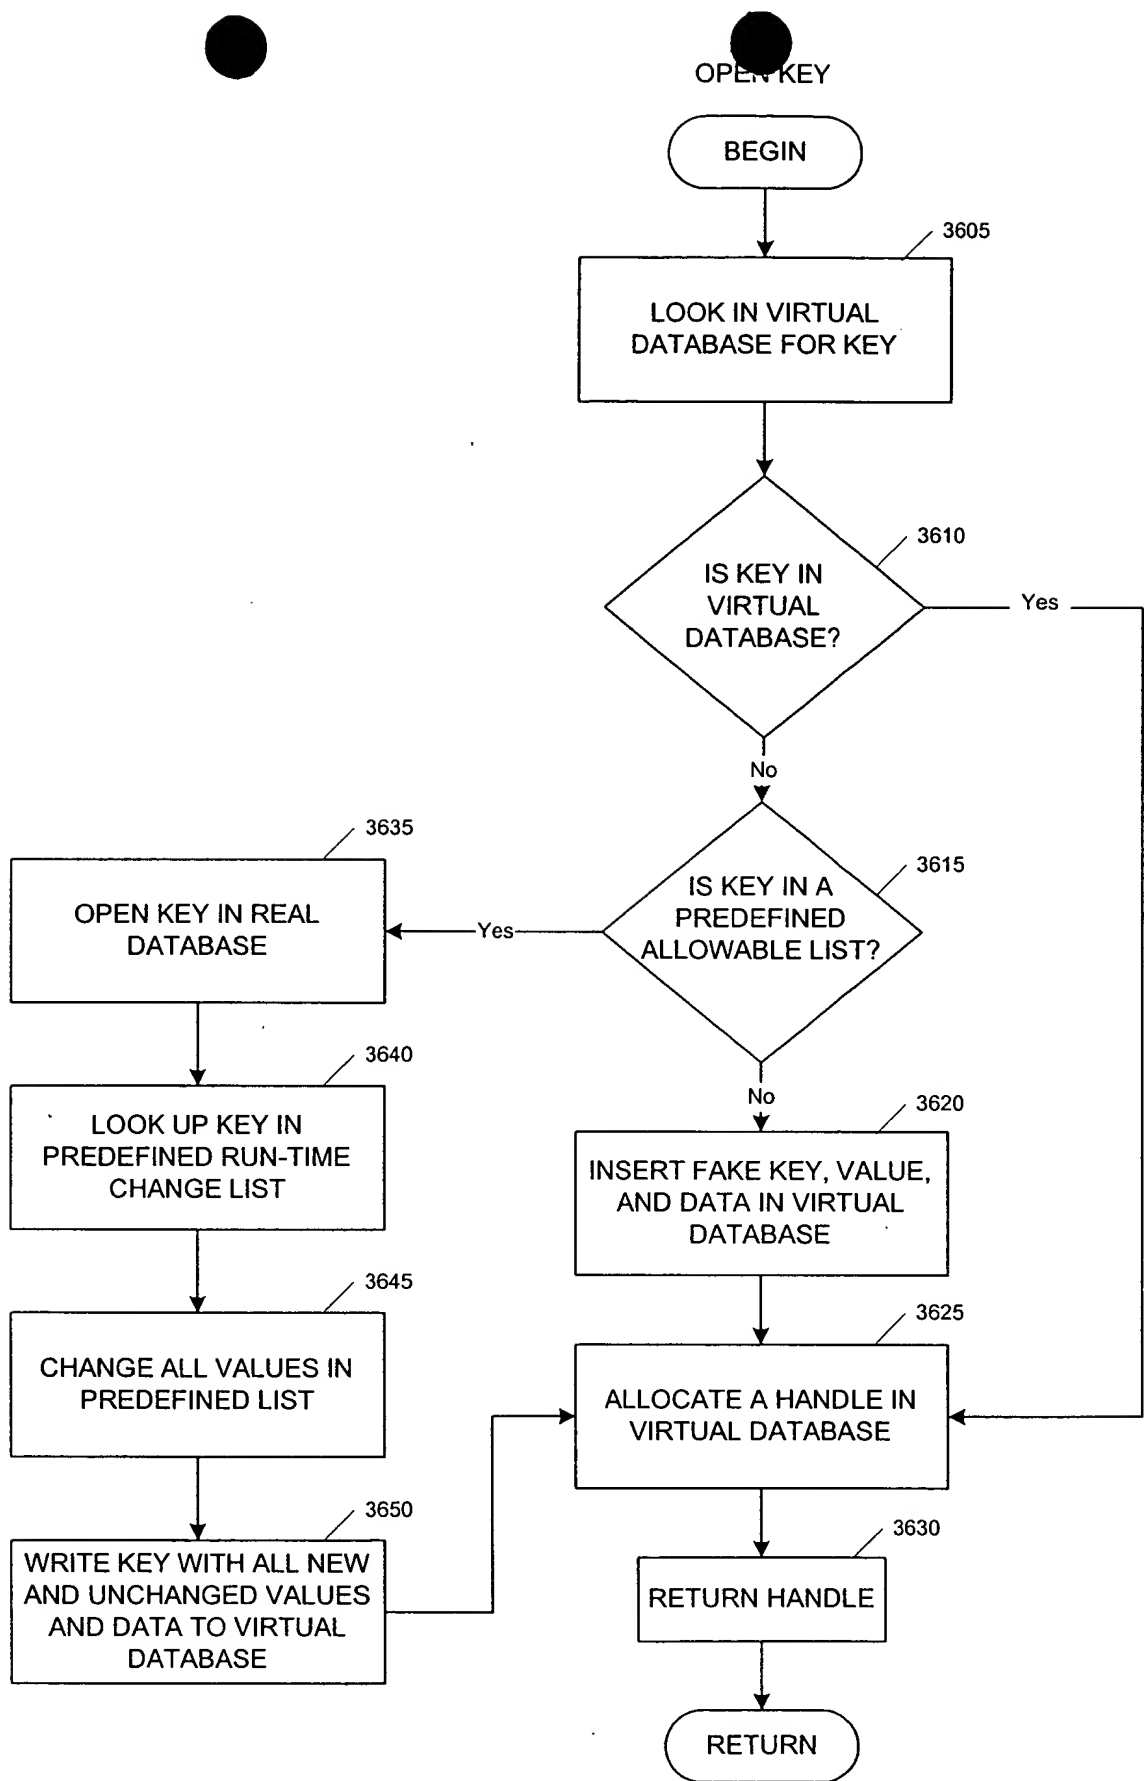 OPEN KEY
BEGIN
3605
LOOK IN VIRTUAL
DATABASE FOR KEY
3610
IS KEY IN
VIRTUAL
DATABASE?
Yes
No
3615
IS KEY IN A
PREDEFINED
ALLOWABLE LIST?
Yes
3635
OPEN KEY IN REAL
DATABASE
3640
LOOK UP KEY IN
PREDEFINED RUN-TIME
CHANGE LIST
3645
CHANGE ALL VALUES IN
PREDEFINED LIST
3650
WRITE KEY WITH ALL NEW
AND UNCHANGED VALUES
AND DATA TO VIRTUAL
DATABASE
No
3620
INSERT FAKE KEY, VALUE,
AND DATA IN VIRTUAL
DATABASE
3625
ALLOCATE A HANDLE IN
VIRTUAL DATABASE
3630
RETURN HANDLE
RETURN